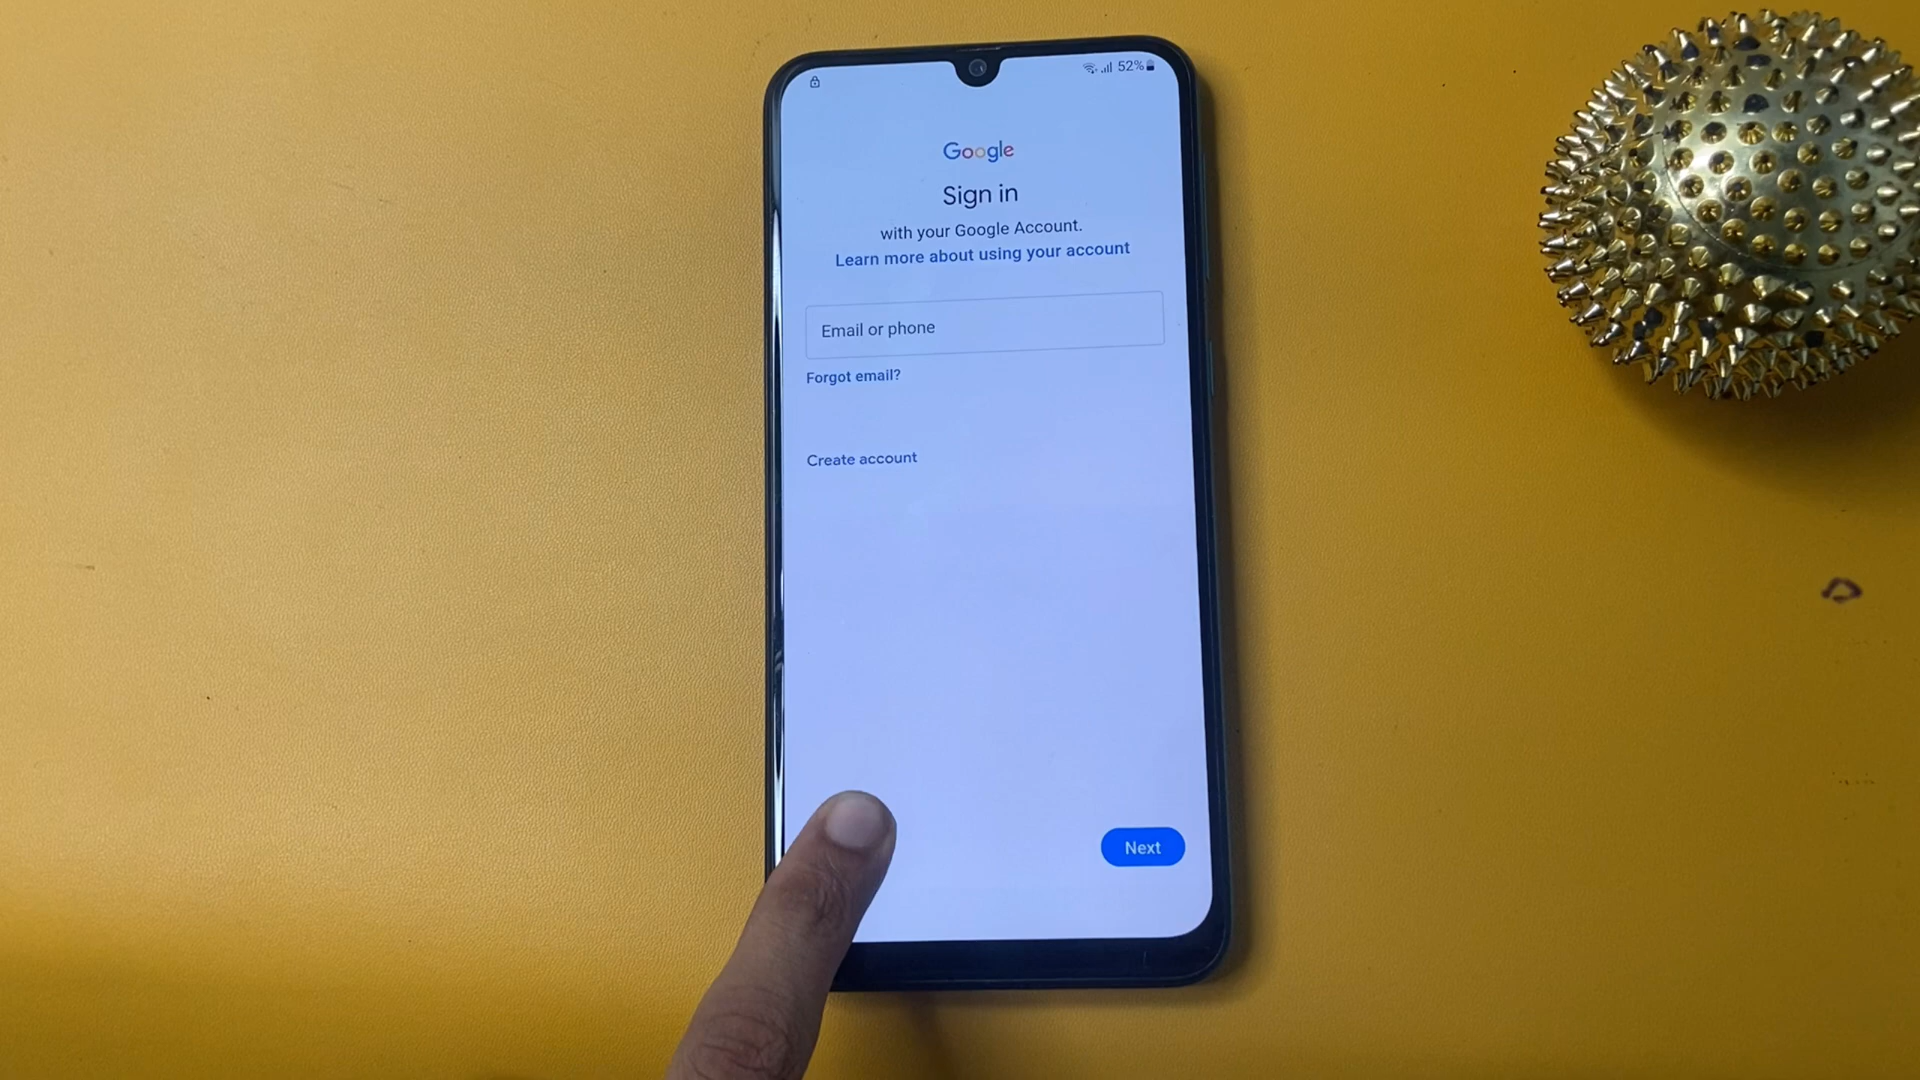 52%
Google
Sign in
with your Google Account.
Learn more about using your account
Email or phone
Forgot email?
Create account
Next